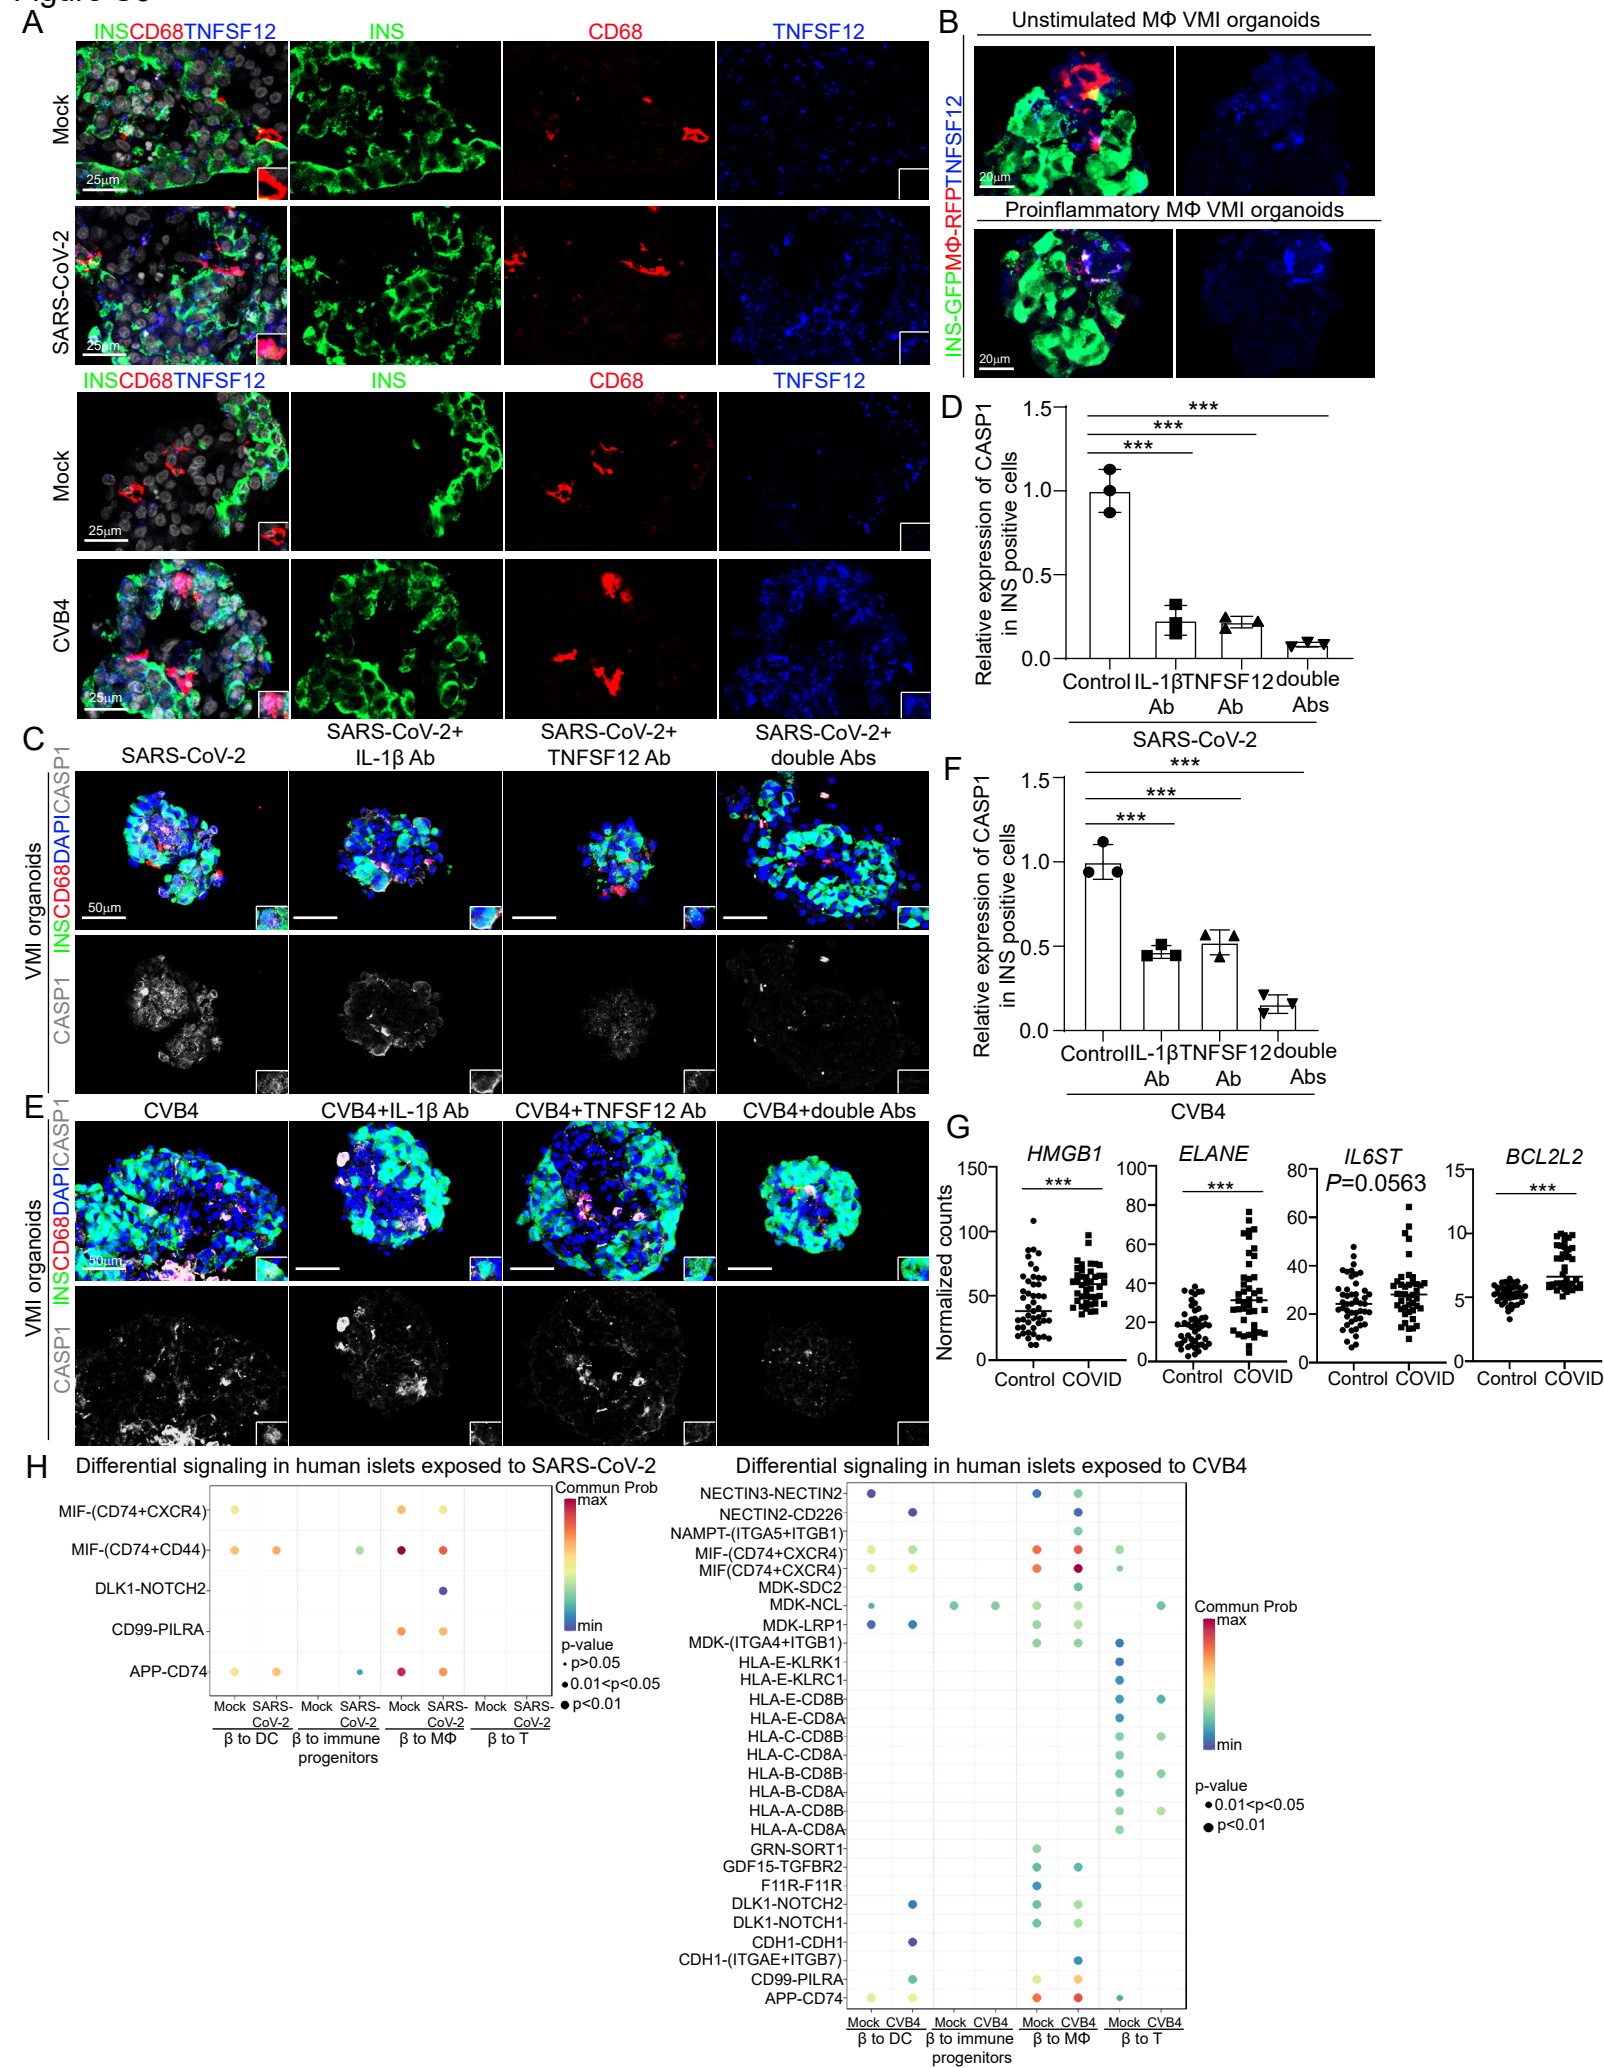 A
INSCD68TNFSF12 INS CD68 TNFSF12
Mock
25µm
SARS-CoV-2
25µm
INSCD68TNFSF12 INS CD68 TNFSF12
Mock
25µm
CVB4
25µm
B
Unstimulated MΦ VMI organoids
INS-GFPMΦ-RFPTNFSF12
20µm
Proinflammatory MΦ VMI organoids
20µm
C
SARS-CoV-2
SARS-CoV-2+
IL-1β Ab
SARS-CoV-2+
TNFSF12 Ab
SARS-CoV-2+
double Abs
VMI organoids
INSCD68DAPICASP1
CASP1
50µm
D
Relative expression of CASP1
in INS positive cells
1.5
1.0
0.5
0.0
***
***
***
Control IL-1β TNFSF12 double
Ab Ab Abs
SARS-CoV-2
E
CVB4 CVB4+IL-1β Ab CVB4+TNFSF12 Ab CVB4+double Abs
VMI organoids
INSCD68DAPICASP1
CASP1
50µm
F
Relative expression of CASP1
in INS positive cells
1.5
1.0
0.5
0.0
***
***
***
Control IL-1β TNFSF12 double
Ab Ab Abs
CVB4
G
Normalized counts
HMGB1
***
150
100
50
0
Control COVID
ELANE
***
100
80
60
40
20
0
Control COVID
IL6ST
P=0.0563
80
60
40
20
0
Control COVID
BCL2L2
***
15
10
5
0
Control COVID
H
Differential signaling in human islets exposed to SARS-CoV-2
MIF-(CD74+CXCR4)
MIF-(CD74+CD44)
DLK1-NOTCH2
CD99-PILRA
APP-CD74
Mock SARS-CoV-2 Mock SARS-CoV-2 Mock SARS-CoV-2 Mock SARS-CoV-2
β to DC β to immune progenitors β to MΦ β to T
Commun Prob
max
min
p-value
p>0.05
0.01<p<0.05
p<0.01
Differential signaling in human islets exposed to CVB4
NECTIN3-NECTIN2
NECTIN2-CD226
NAMPT-(ITGA5+ITGB1)
MIF-(CD74+CXCR4)
MIF(CD74+CXCR4)
MDK-SDC2
MDK-NCL
MDK-LRP1
MDK-(ITGA4+ITGB1)
HLA-E-KLRK1
HLA-E-KLRC1
HLA-E-CD8B
HLA-E-CD8A
HLA-C-CD8B
HLA-C-CD8A
HLA-B-CD8B
HLA-B-CD8A
HLA-A-CD8B
HLA-A-CD8A
GRN-SORT1
GDF15-TGFBR2
F11R-F11R
DLK1-NOTCH2
DLK1-NOTCH1
CDH1-CDH1
CDH1-(ITGAE+ITGB7)
CD99-PILRA
APP-CD74
Mock CVB4 Mock CVB4 Mock CVB4 Mock CVB4
β to DC β to immune progenitors β to MΦ β to T
Commun Prob
max
min
p-value
0.01<p<0.05
p<0.01